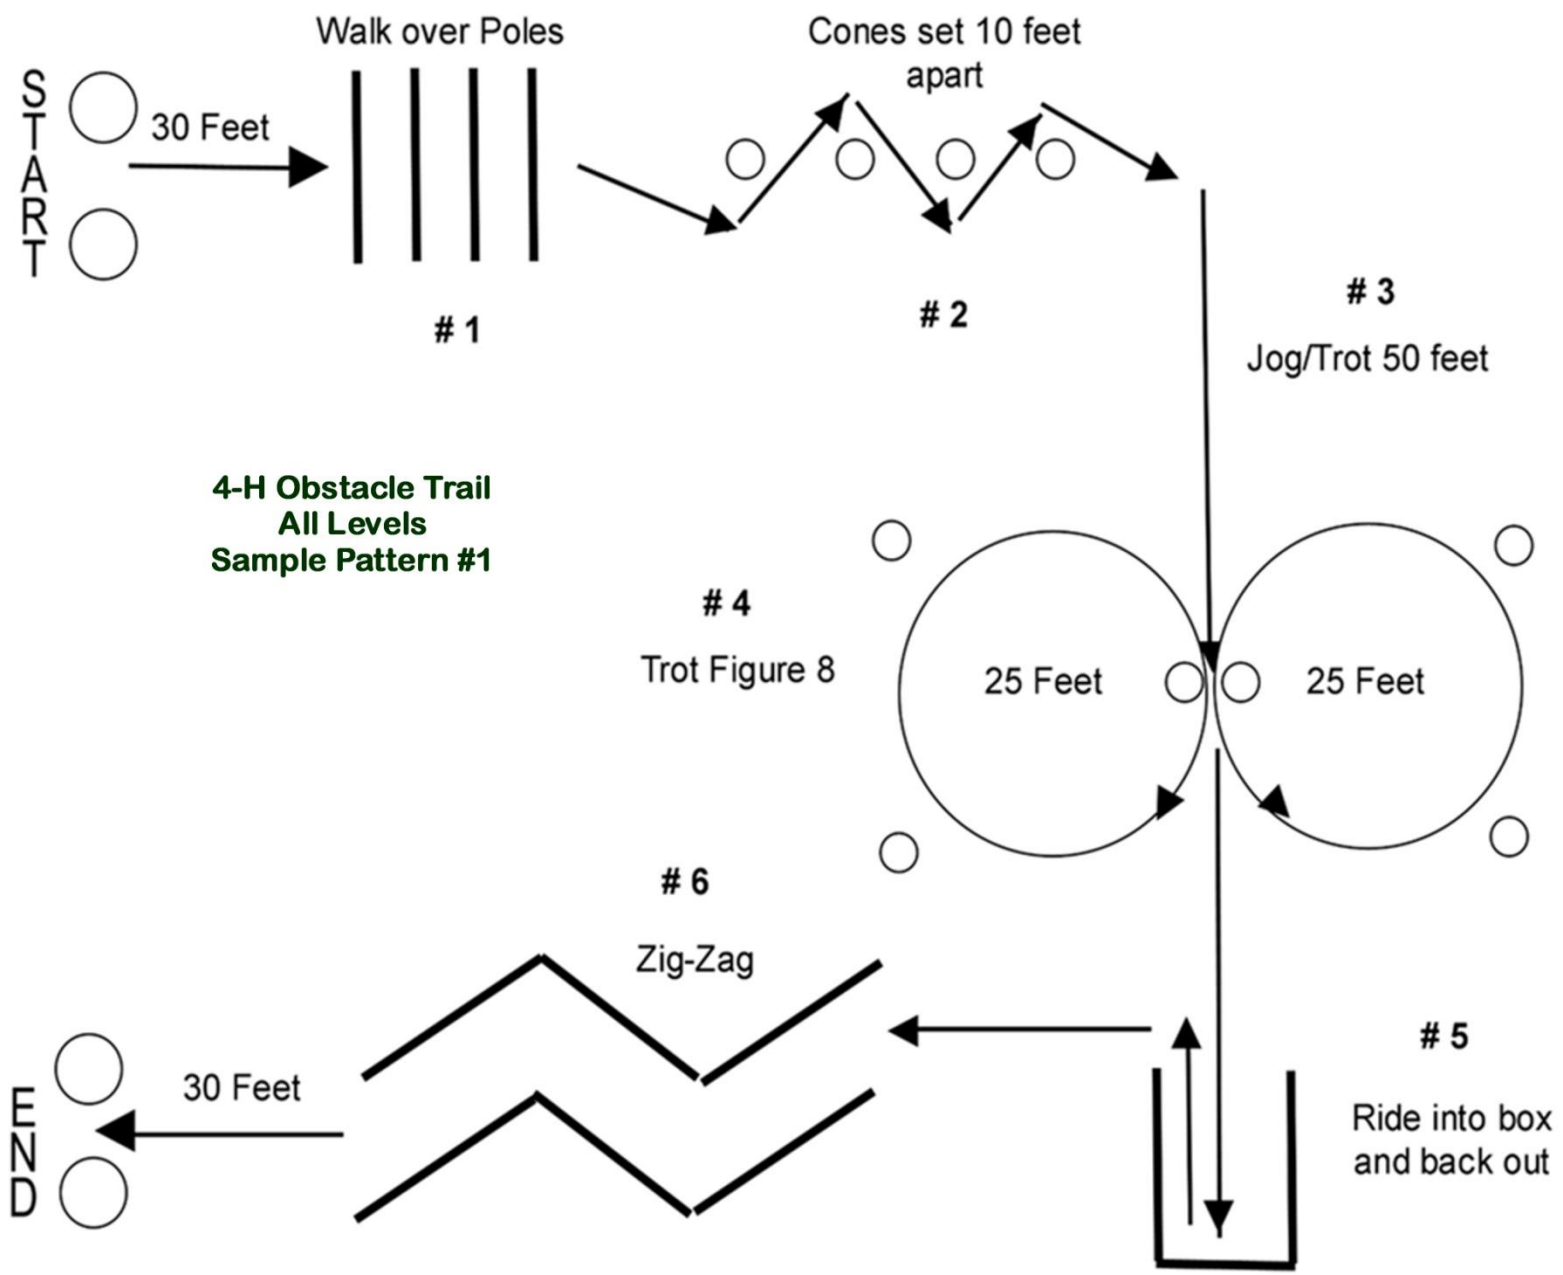 START
30 Feet
Walk over Poles
# 1
Cones set 10 feet
apart
# 2
# 3
Jog/Trot 50 feet
4-H Obstacle Trail
All Levels
Sample Pattern #1
# 4
Trot Figure 8
25 Feet
25 Feet
# 5
Ride into box
and back out
# 6
Zig-Zag
30 Feet
END